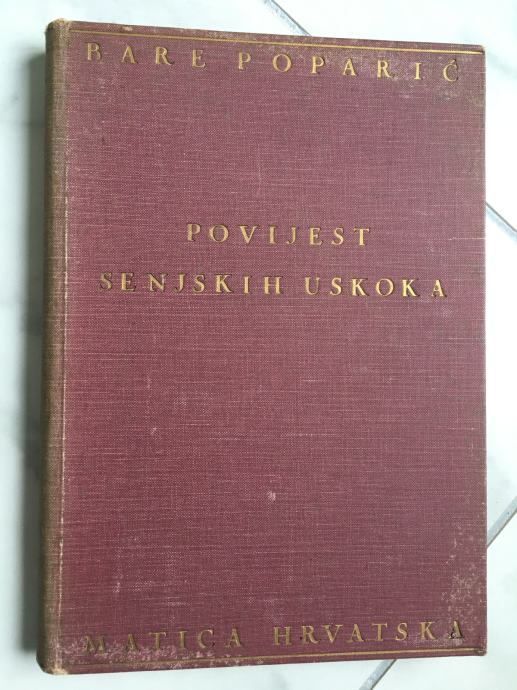 BARE POPARIĆ
POVIJEST
SENJSKIH USKOKA
MATICA HRVATSKA